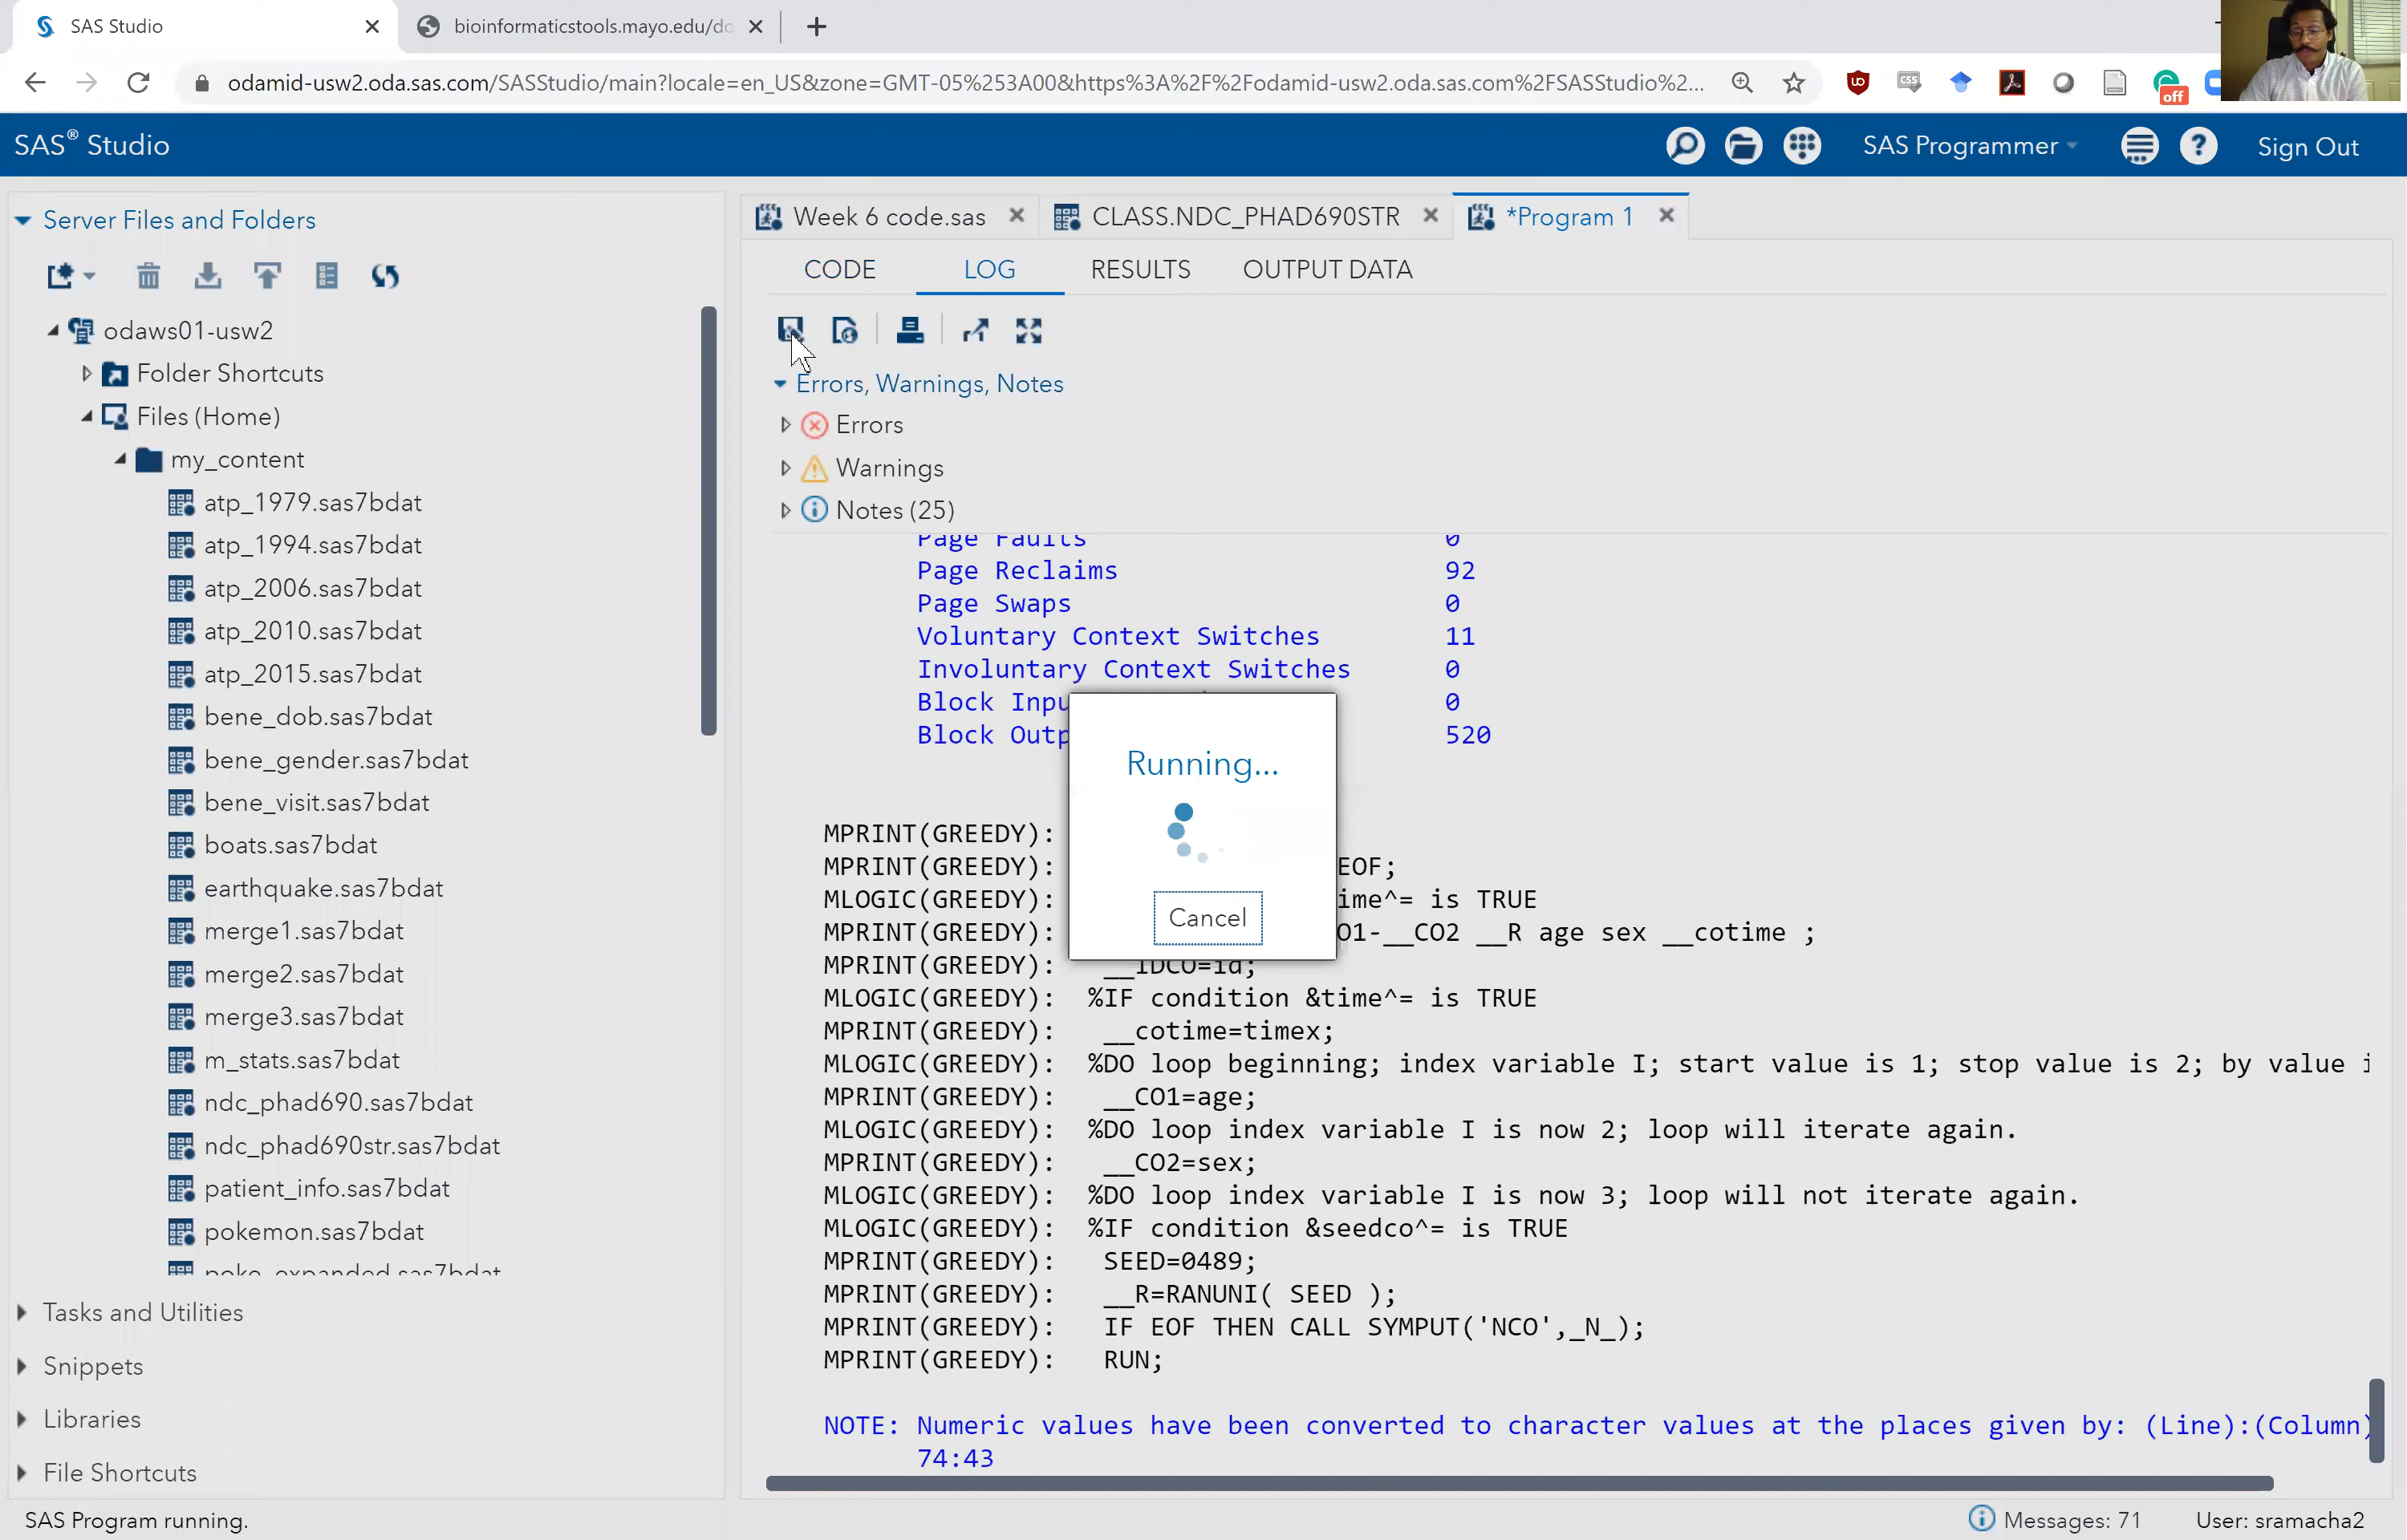 SAS Studio
bioinformaticstools.mayo.edu/do
odamid-usw2.oda.sas.com/SASStudio/main?locale=en_US&zone=GMT-05%253A00&https%3A%2F%2Fodamid-usw2.oda.sas.com%2FSASStudio%2...
CSS
off
SAS® Studio
SAS Programmer
Sign Out
Server Files and Folders
odaws01-usw2
Folder Shortcuts
Files (Home)
my_content
atp_1979.sas7bdat
atp_1994.sas7bdat
atp_2006.sas7bdat
atp_2010.sas7bdat
atp_2015.sas7bdat
bene_dob.sas7bdat
bene_gender.sas7bdat
bene_visit.sas7bdat
boats.sas7bdat
earthquake.sas7bdat
merge1.sas7bdat
merge2.sas7bdat
merge3.sas7bdat
m_stats.sas7bdat
ndc_phad690.sas7bdat
ndc_phad690str.sas7bdat
patient_info.sas7bdat
pokemon.sas7bdat
poke_expanded.sas7bdat
Tasks and Utilities
Snippets
Libraries
File Shortcuts
Week 6 code.sas
CLASS.NDC_PHAD690STR
*Program 1
CODE LOG RESULTS OUTPUT DATA
Errors, Warnings, Notes
Errors
Warnings
Notes (25)
Page Faults 0
Page Reclaims 92
Page Swaps 0
Voluntary Context Switches 11
Involuntary Context Switches 0
Block Inpu 0
Block Outp 520
Running...
Cancel
MPRINT(GREEDY):
MPRINT(GREEDY): EOF;
MLOGIC(GREEDY): ime^= is TRUE
MPRINT(GREEDY): O1-__CO2 __R age sex __cotime ;
MPRINT(GREEDY): __IDCO=id;
MLOGIC(GREEDY): %IF condition &time^= is TRUE
MPRINT(GREEDY): __cotime=timex;
MLOGIC(GREEDY): %DO loop beginning; index variable I; start value is 1; stop value is 2; by value i
MPRINT(GREEDY): __CO1=age;
MLOGIC(GREEDY): %DO loop index variable I is now 2; loop will iterate again.
MPRINT(GREEDY): __CO2=sex;
MLOGIC(GREEDY): %DO loop index variable I is now 3; loop will not iterate again.
MLOGIC(GREEDY): %IF condition &seedco^= is TRUE
MPRINT(GREEDY): SEED=0489;
MPRINT(GREEDY): __R=RANUNI( SEED );
MPRINT(GREEDY): IF EOF THEN CALL SYMPUT('NCO',_N_);
MPRINT(GREEDY): RUN;
NOTE: Numeric values have been converted to character values at the places given by: (Line):(Column)
74:43
SAS Program running.
Messages: 71
User: sramacha2